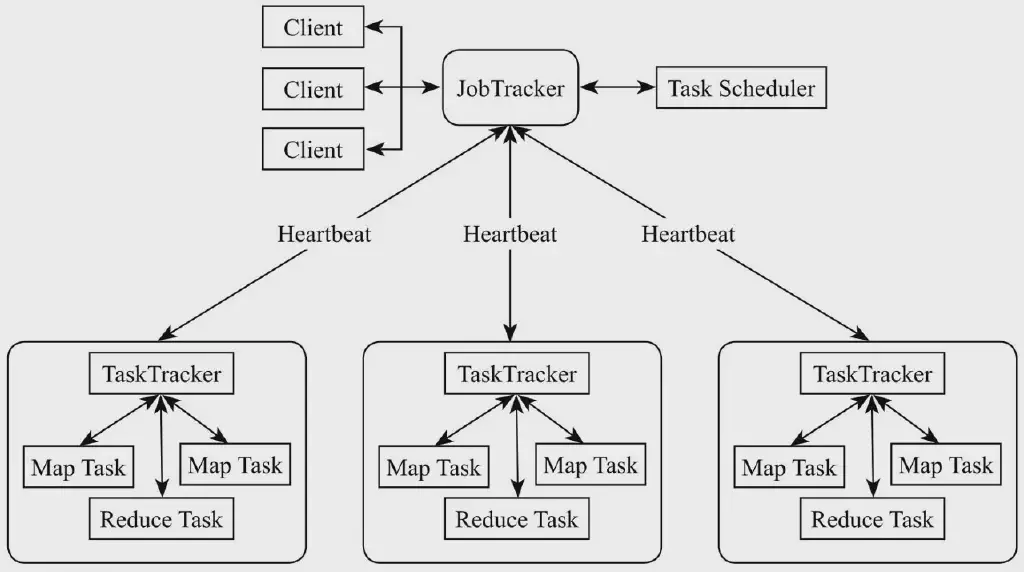 Client
Client
Client
JobTracker
Task Scheduler
Heartbeat
Heartbeat
Heartbeat
TaskTracker
Map Task
Map Task
Reduce Task
TaskTracker
Map Task
Map Task
Reduce Task
TaskTracker
Map Task
Map Task
Reduce Task